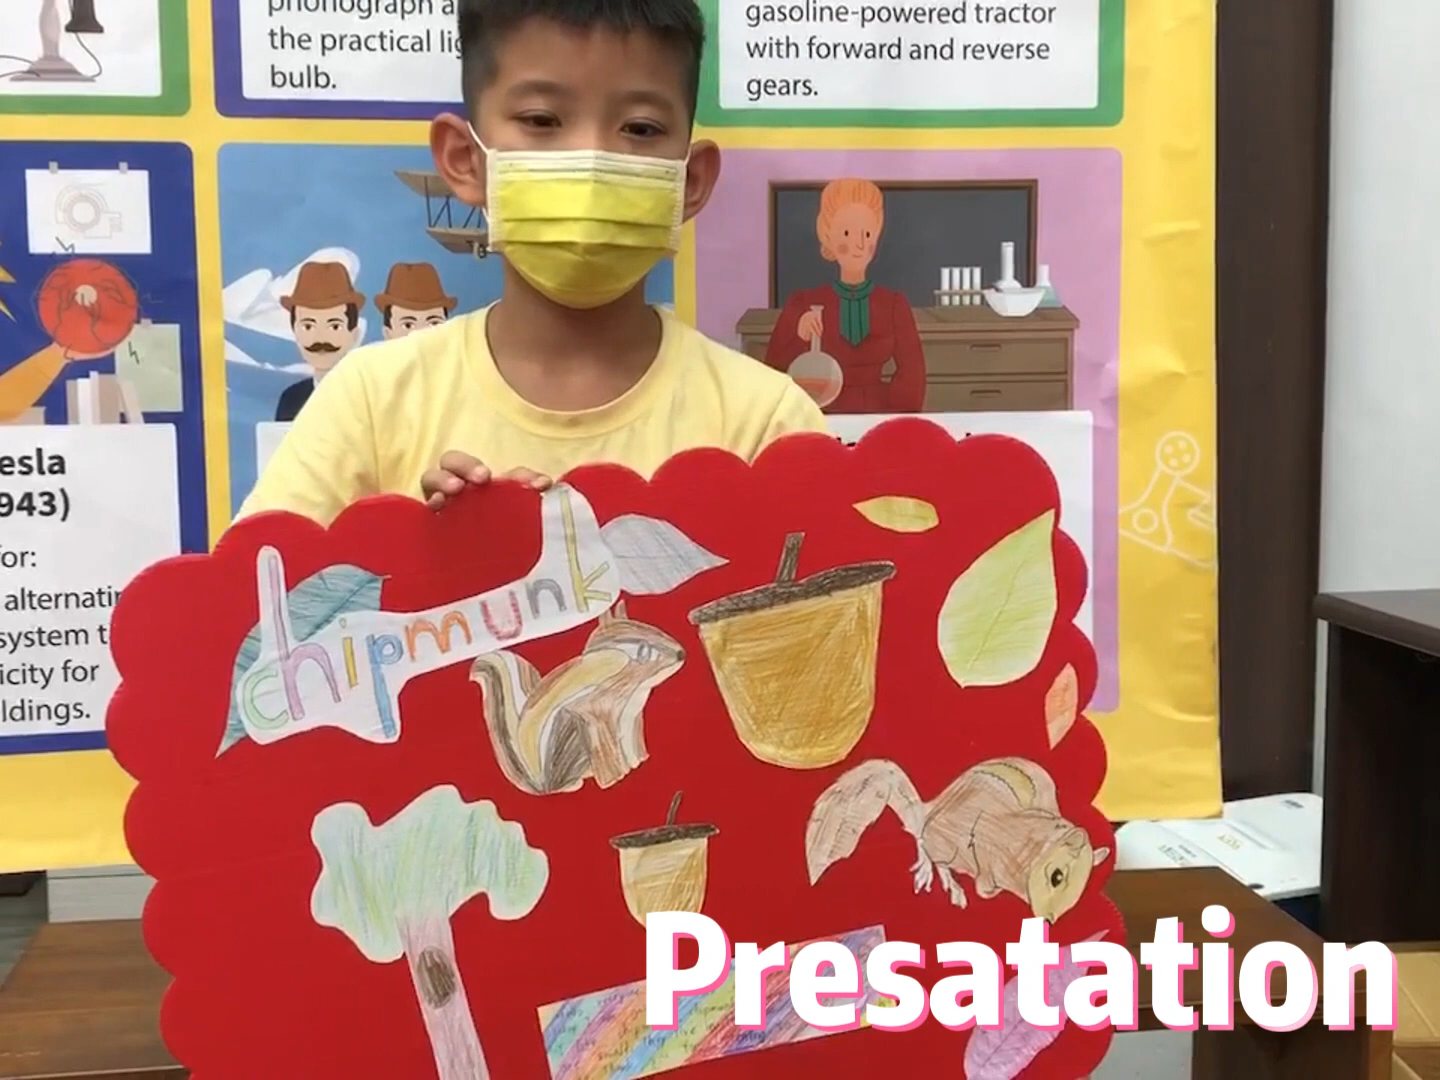 phonograph a
the practical lig
bulb.
gasoline-powered tractor
with forward and reverse
gears.
esla
943)
for:
alternatin
system t
icity for
ldings.
chipmunk
Presatation